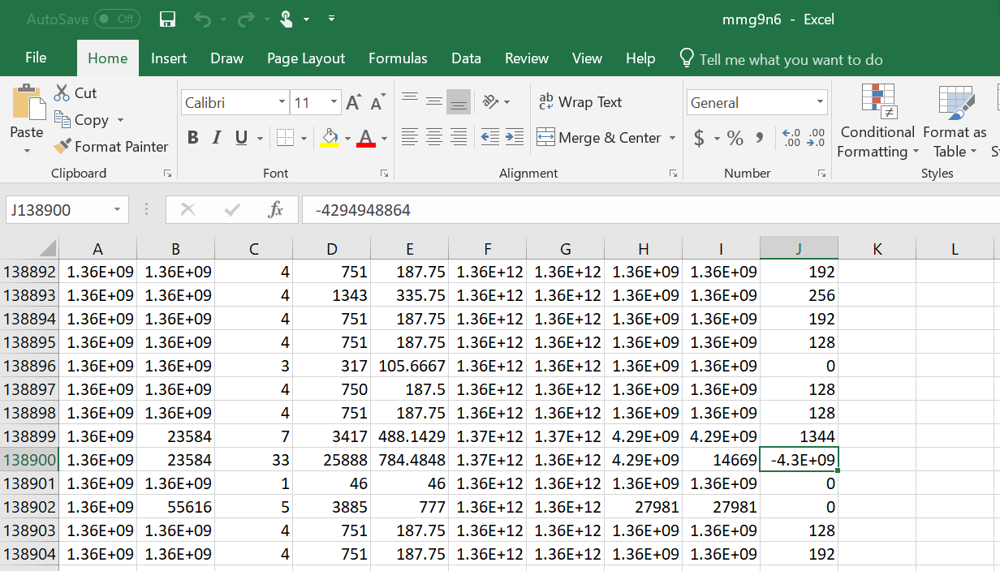 AutoSave Off mmg9n6 - Excel
File Home Insert Draw Page Layout Formulas Data Review View Help Tell me what you want to do
Cut
Copy
Format Painter
Paste
Clipboard
Calibri 11 A A
B I U A
Font
ab c Wrap Text
Merge & Center
Alignment
General
$ % , .0 .00 .00 .0
Number
Conditional Formatting
Format as Table
Styles
J138900 fx -4294948864
A B C D E F G H I J K L
138892 1.36E+09 1.36E+09 4 751 187.75 1.36E+12 1.36E+12 1.36E+09 1.36E+09 192
138893 1.36E+09 1.36E+09 4 1343 335.75 1.36E+12 1.36E+12 1.36E+09 1.36E+09 256
138894 1.36E+09 1.36E+09 4 751 187.75 1.36E+12 1.36E+12 1.36E+09 1.36E+09 192
138895 1.36E+09 1.36E+09 4 751 187.75 1.36E+12 1.36E+12 1.36E+09 1.36E+09 128
138896 1.36E+09 1.36E+09 3 317 105.6667 1.36E+12 1.36E+12 1.36E+09 1.36E+09 0
138897 1.36E+09 1.36E+09 4 750 187.5 1.36E+12 1.36E+12 1.36E+09 1.36E+09 128
138898 1.36E+09 1.36E+09 4 751 187.75 1.36E+12 1.36E+12 1.36E+09 1.36E+09 128
138899 1.36E+09 23584 7 3417 488.1429 1.37E+12 1.37E+12 4.29E+09 4.29E+09 1344
138900 1.36E+09 23584 33 25888 784.4848 1.37E+12 1.36E+12 4.29E+09 14669 -4.3E+09
138901 1.36E+09 1.36E+09 1 46 46 1.36E+12 1.36E+12 1.36E+09 1.36E+09 0
138902 1.36E+09 55616 5 3885 777 1.36E+12 1.36E+12 27981 27981 0
138903 1.36E+09 1.36E+09 4 751 187.75 1.36E+12 1.36E+12 1.36E+09 1.36E+09 128
138904 1.36E+09 1.36E+09 4 751 187.75 1.36E+12 1.36E+12 1.36E+09 1.36E+09 192